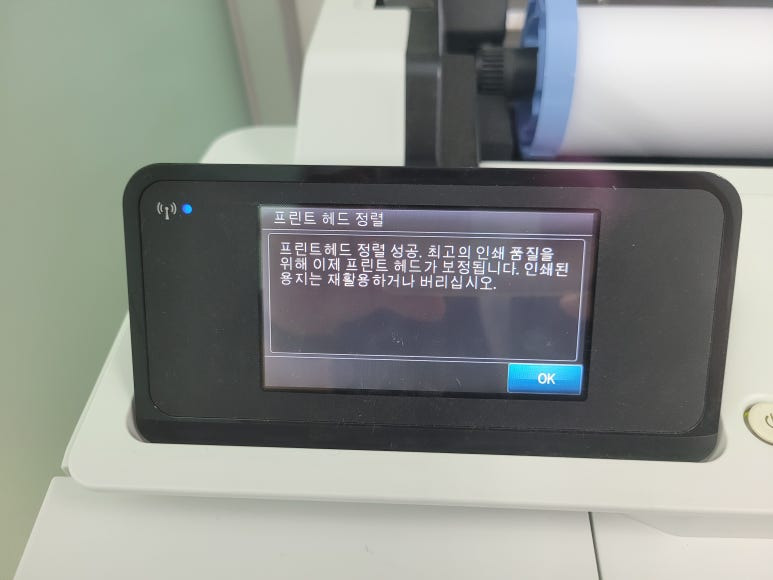 프린트 헤드 정렬
프린트헤드 정렬 성공. 최고의 인쇄 품질을
위해 이제 프린트 헤드가 보정됩니다. 인쇄된
용지는 재활용하거나 버리십시오.
OK